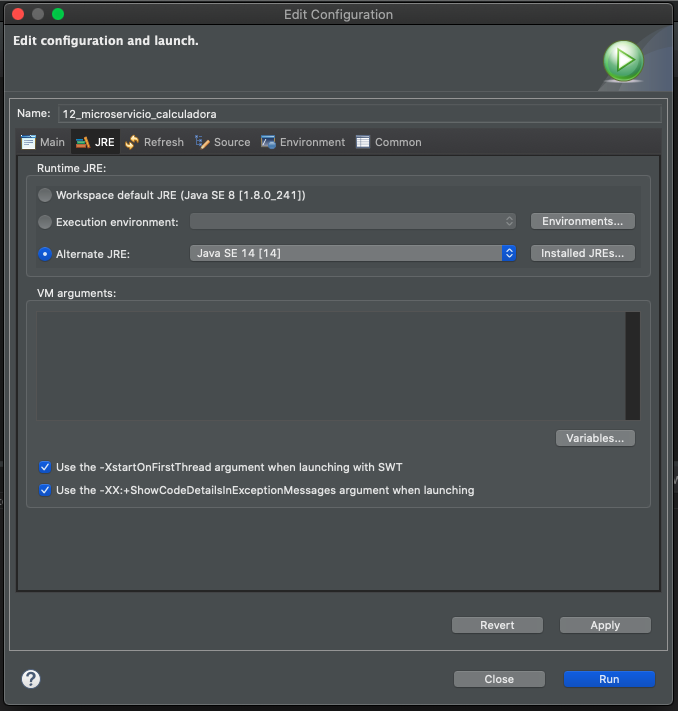 Edit Configuration
Edit configuration and launch.
Name: 12_microservicio_calculadora
Main JRE Refresh Source Environment Common
Runtime JRE:
Workspace default JRE (Java SE 8 [1.8.0_241])
Execution environment: Environments...
Alternate JRE: Java SE 14 [14] Installed JREs...
VM arguments:
Variables...
Use the -XstartOnFirstThread argument when launching with SWT
Use the -XX:+ShowCodeDetailsInExceptionMessages argument when launching
Revert Apply
? Close Run